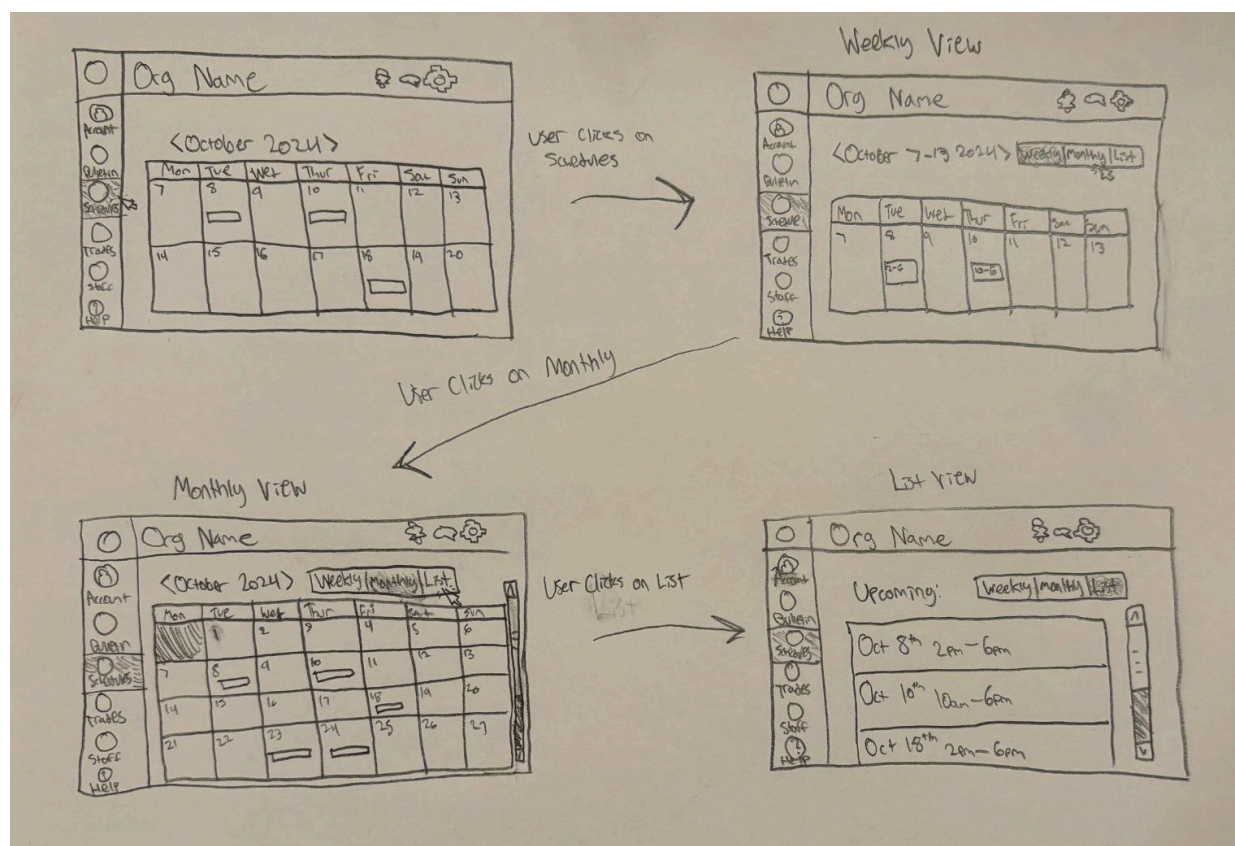 Org Name
Account
Bulletin
Schedules
Trades
Staff
Help
<October 2024>
Mon Tue Wet Thur Fri Sat Sun
7 8 9 10 11 12 13
14 15 16 17 18 19 20
User Clicks on
Schedules
Weekly View
Org Name
Account
Bulletin
Schedule
Trades
Staff
Help
<October 7-13 2024> Weekly|Monthly|List
Mon Tue Wet Thur Fri Sat Sun
7 8 9 10 11 12 13
2-6 10-6
User Clicks on Monthly
Monthly View
Org Name
Account
Bulletin
Schedules
Trades
Staff
Help
<October 2024> Weekly|Monthly|List
Mon Tue Wet Thur Fri Sat Sun
1 2 3 4 5 6
7 8 9 10 11 12 13
14 15 16 17 18 19 20
21 22 23 24 25 26 27
User Clicks on List
List View
Org Name
Account
Bulletin
Schedules
Trades
Staff
Help
Upcoming: Weekly|Monthly|List
Oct 8th 2pm-6pm
Oct 10th 10am-6pm
Oct 18th 2pm-6pm